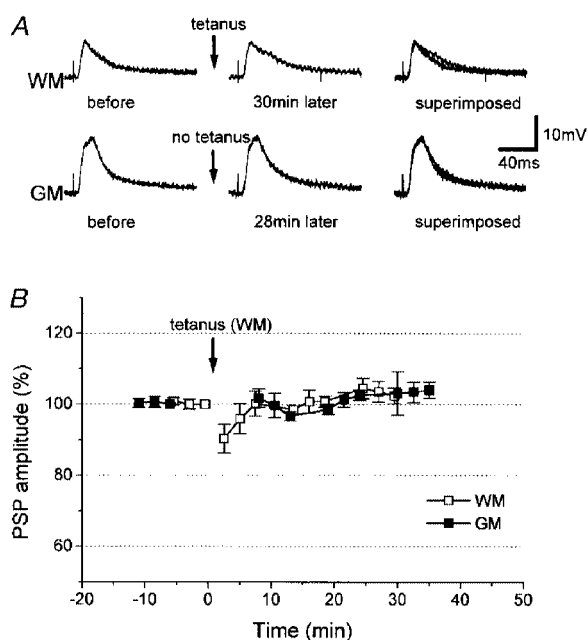 A
tetanus
WM
before
30min later
superimposed
10mV
40ms
no tetanus
GM
before
28min later
superimposed
B
tetanus (WM)
PSP amplitude (%)
120
100
80
60
WM
GM
-20
-10
0
10
20
30
40
50
Time (min)